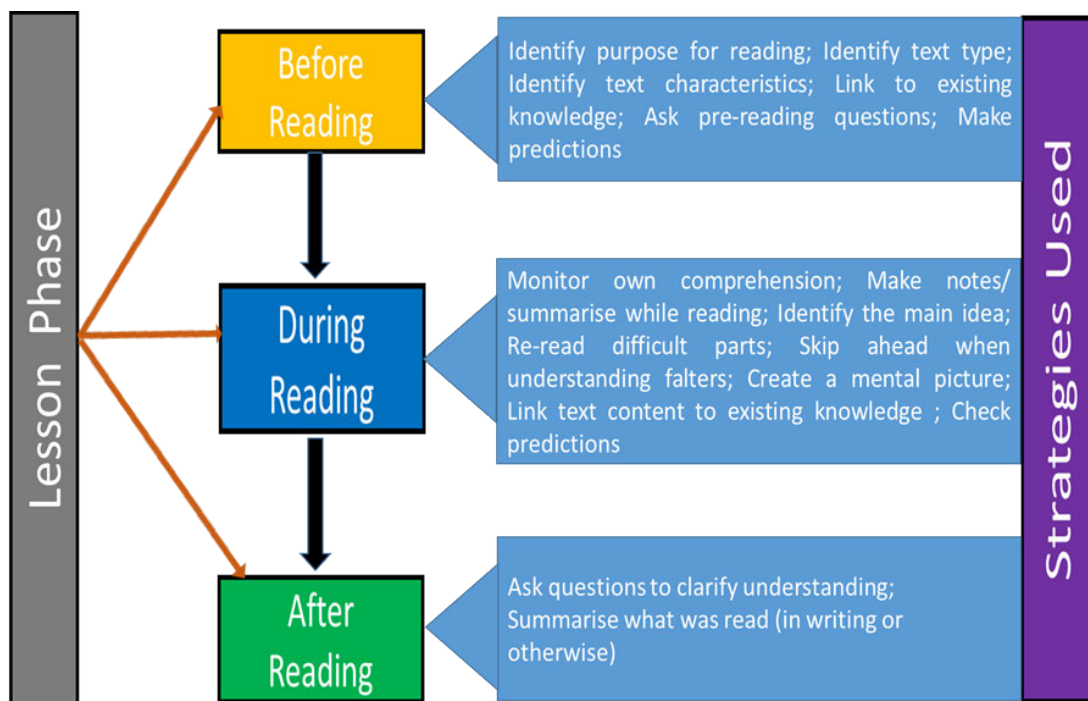 Lesson Phase
Before
Reading
Identify purpose for reading; Identify text type;
Identify text characteristics; Link to existing
knowledge; Ask pre-reading questions; Make
predictions
During
Reading
Monitor own comprehension; Make notes/
summarise while reading; Identify the main idea;
Re-read difficult parts; Skip ahead when
understanding falters; Create a mental picture;
Link text content to existing knowledge ; Check
predictions
After
Reading
Ask questions to clarify understanding;
Summarise what was read (in writing or
otherwise)
Strategies Used